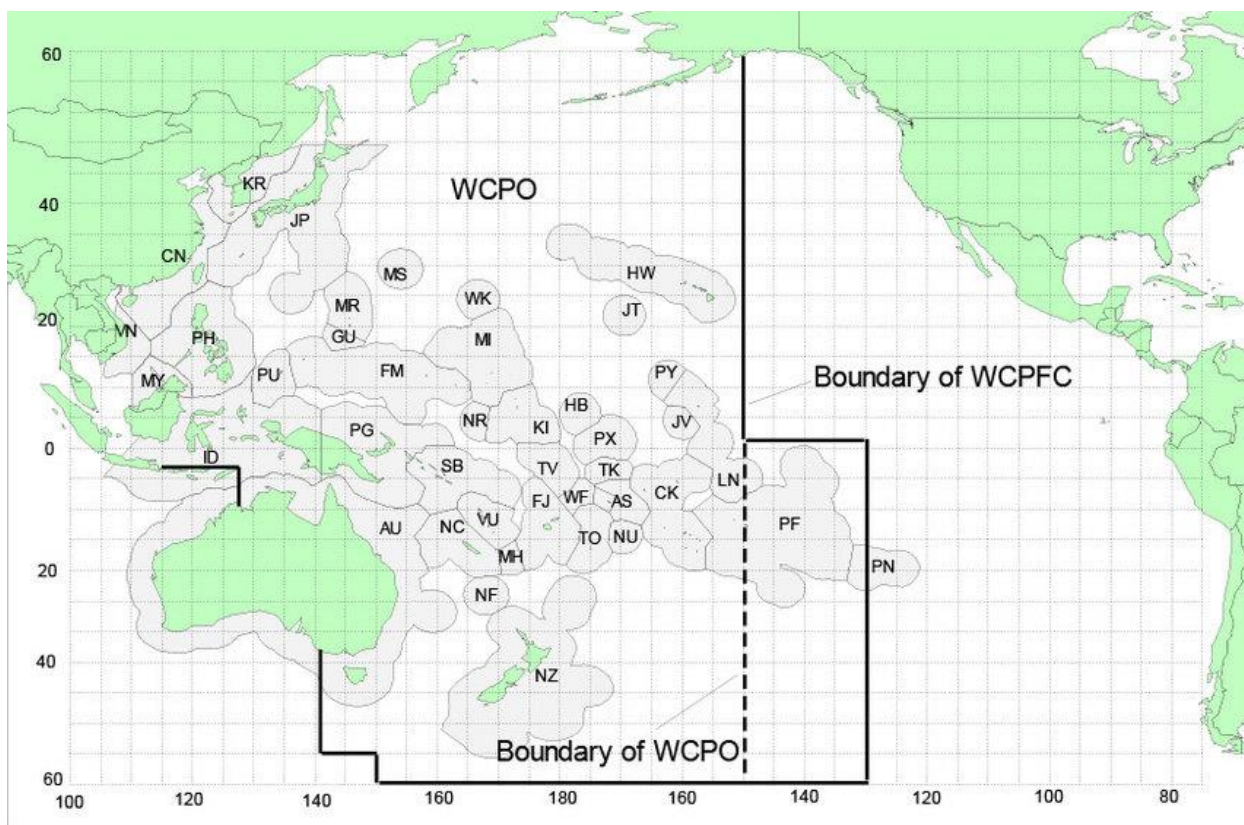 60
KR
WCPO
40
JP
CN
MS
HW
MR
WK
JT
20
VN
PH
GU
MI
MY
PU
FM
PY
Boundary of WCPFC
HB
JV
PG
NR
KI
PX
0
ID
SB
TV
TK
LN
CK
FJ
WF
AS
AU
NC
VU
PF
TO
NU
MH
20
PN
NF
40
NZ
Boundary of WCPO
60
100 120 140 160 180 160 140 120 100 80